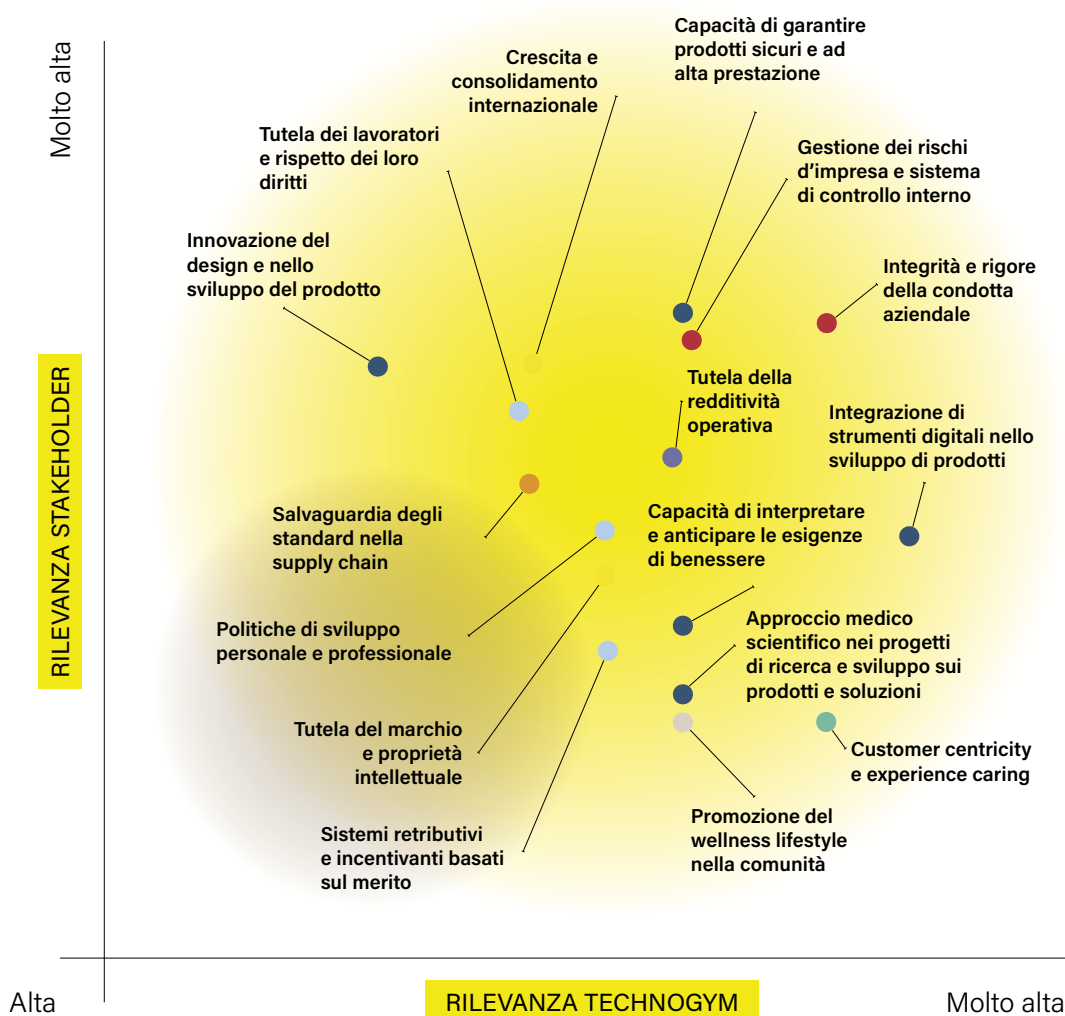 Molto alta
RILEVANZA STAKEHOLDER
Crescita e
consolidamento
internazionale
Capacità di garantire
prodotti sicuri e ad
alta prestazione
Tutela dei lavoratori
e rispetto dei loro
diritti
Gestione dei rischi
d'impresa e sistema
di controllo interno
Innovazione del
design e nello
sviluppo del prodotto
Integrità e rigore
della condotta
aziendale
Tutela della
redditività
operativa
Integrazione di
strumenti digitali nello
sviluppo di prodotti
Salvaguardia degli
standard nella
supply chain
Capacità di interpretare
e anticipare le esigenze
di benessere
Politiche di sviluppo
personale e professionale
Approccio medico
scientifico nei progetti
di ricerca e sviluppo sui
prodotti e soluzioni
Tutela del marchio
e proprietà
intellettuale
Customer centricity
e experience caring
Sistemi retributivi
e incentivanti basati
sul merito
Promozione del
wellness lifestyle
nella comunità
Alta
RILEVANZA TECHNOGYM
Molto alta